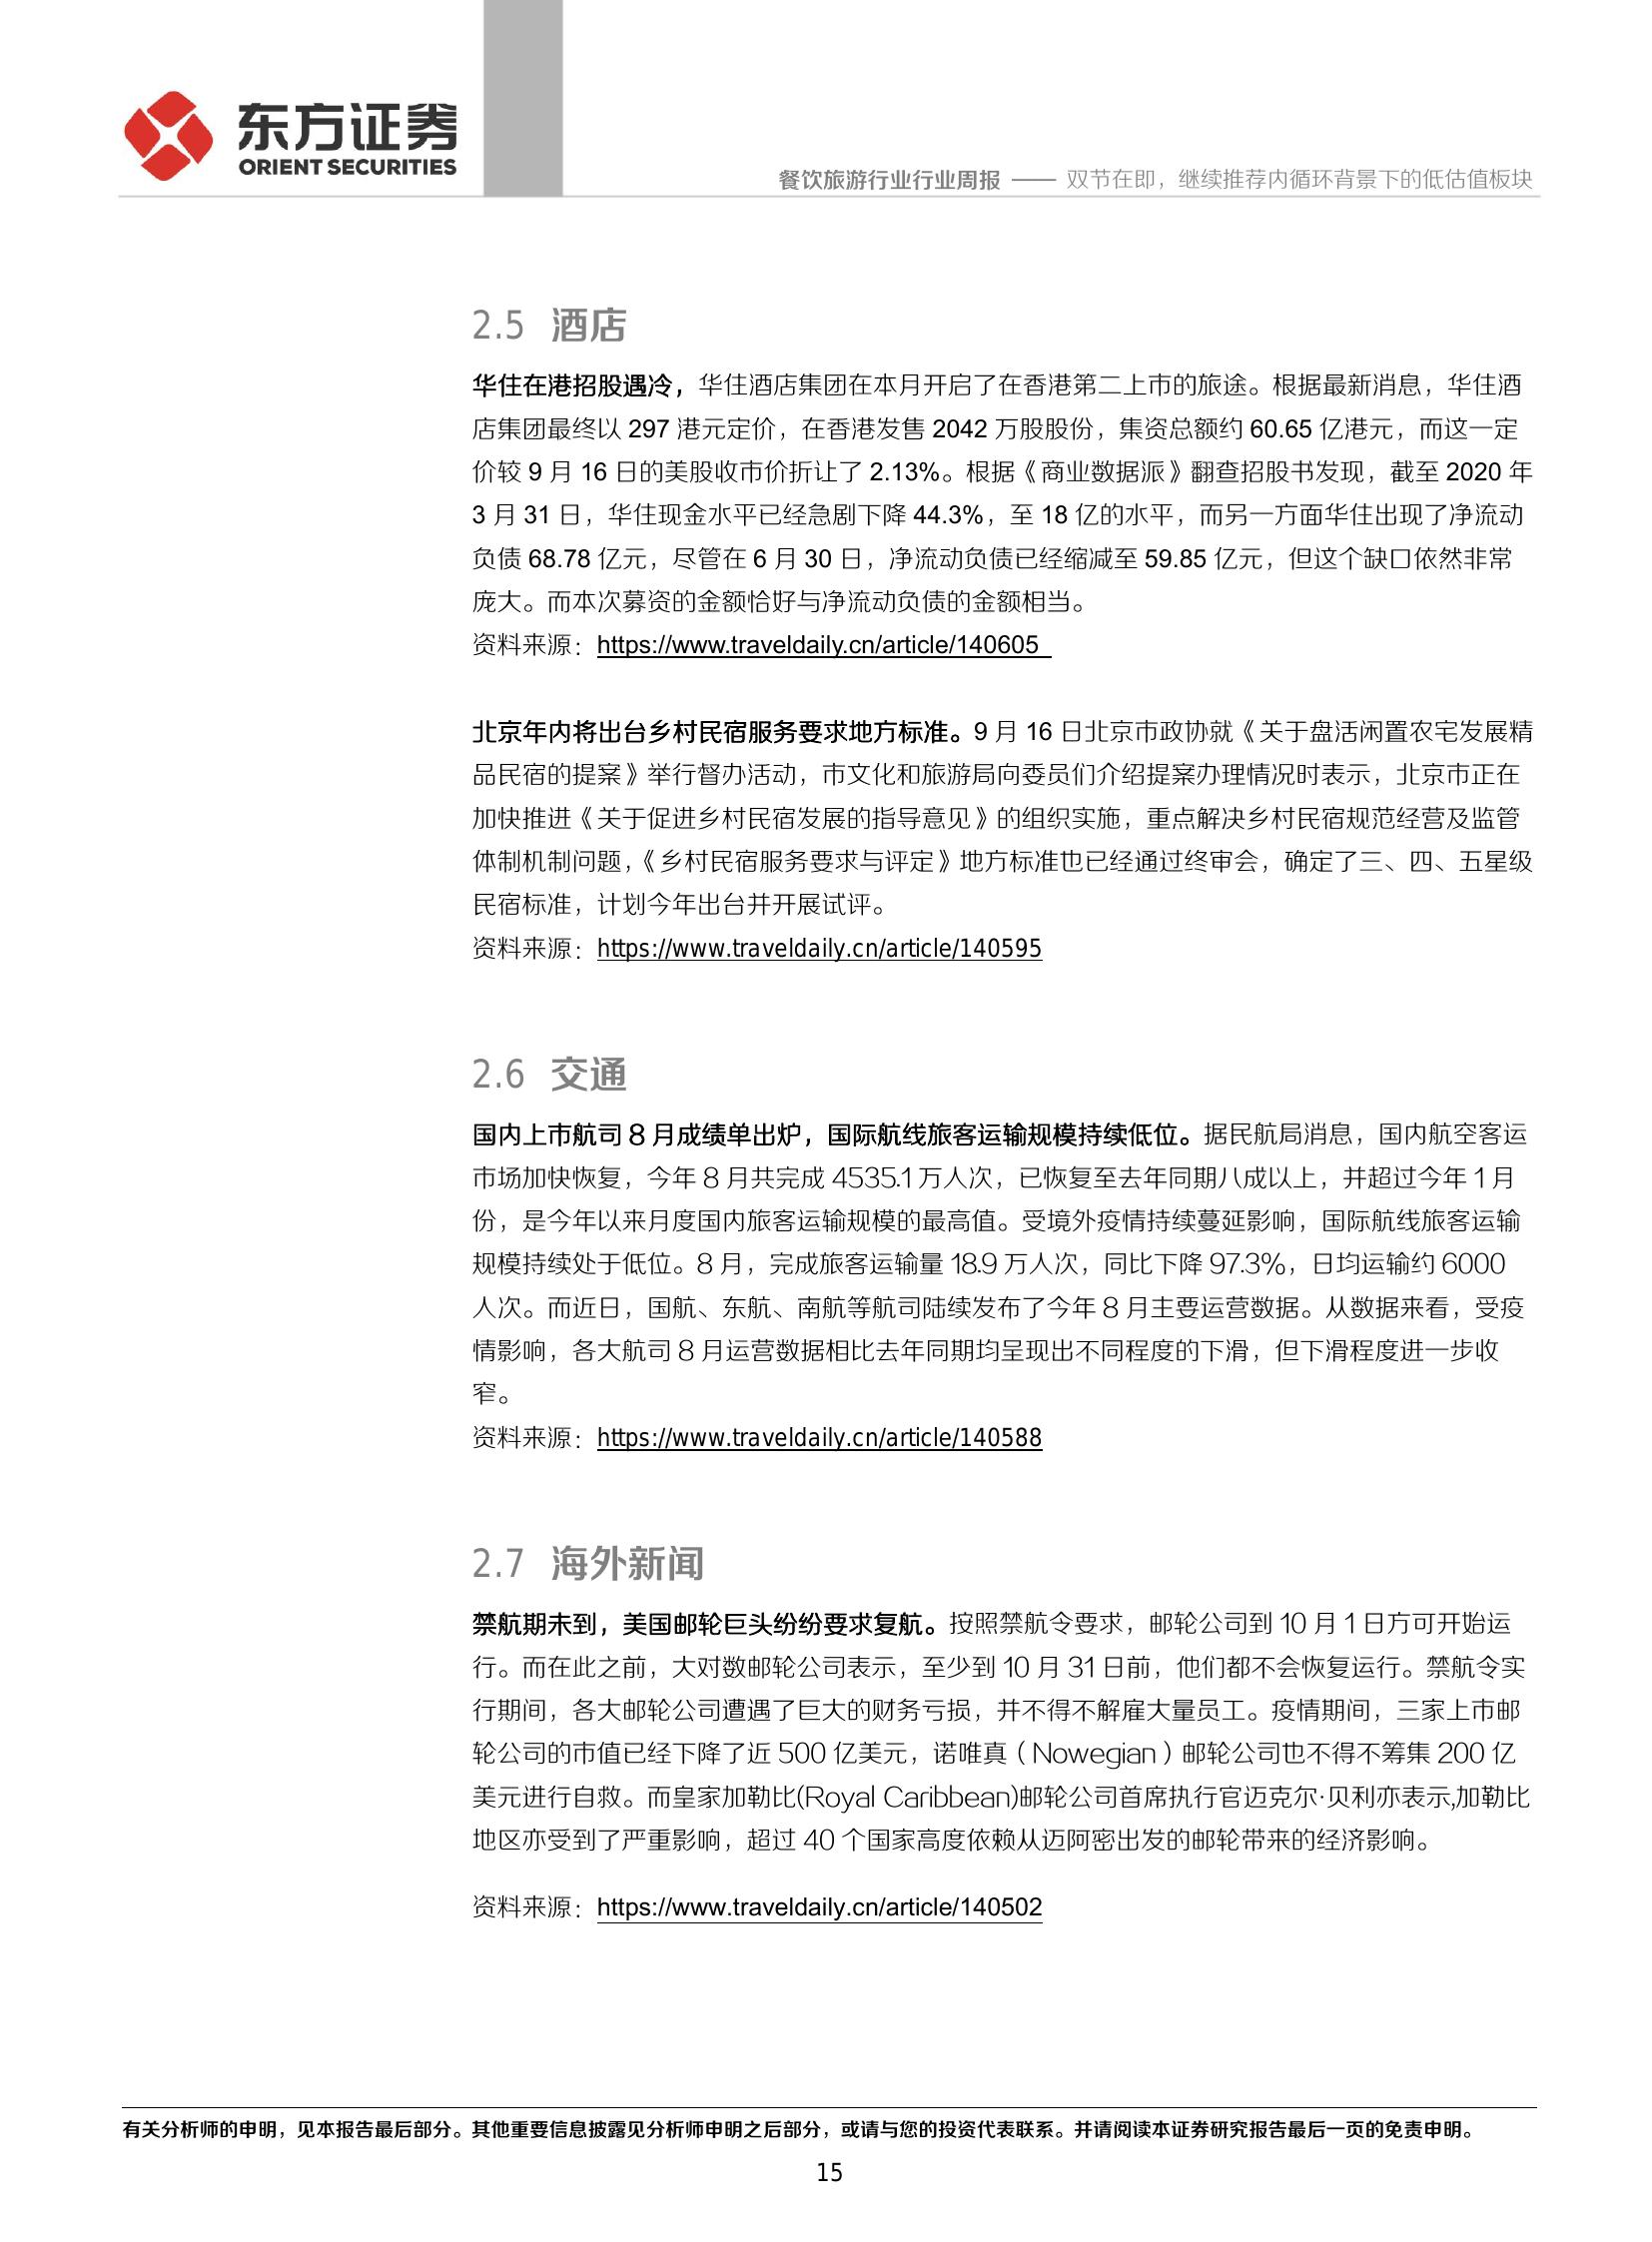 东方证券
ORIENT SECURITIES
餐饮旅游行业行业周报 —— 双节在即，继续推荐内循环背景下的低估值板块
2.5 酒店
华住在港招股遇冷，华住酒店集团在本月开启了在香港第二上市的旅途。根据最新消息，华住酒
店集团最终以 297 港元定价，在香港发售 2042 万股股份，集资总额约 60.65 亿港元，而这一定
价较 9 月 16 日的美股收市价折让了 2.13%。根据《商业数据派》翻查招股书发现，截至 2020 年
3 月 31 日，华住现金水平已经急剧下降 44.3%，至 18 亿的水平，而另一方面华住出现了净流动
负债 68.78 亿元，尽管在 6 月 30 日，净流动负债已经缩减至 59.85 亿元，但这个缺口依然非常
庞大。而本次募资的金额恰好与净流动负债的金额相当。
资料来源：https://www.traveldaily.cn/article/140605
北京年内将出台乡村民宿服务要求地方标准。9 月 16 日北京市政协就《关于盘活闲置农宅发展精
品民宿的提案》举行督办活动，市文化和旅游局向委员们介绍提案办理情况时表示，北京市正在
加快推进《关于促进乡村民宿发展的指导意见》的组织实施，重点解决乡村民宿规范经营及监管
体制机制问题，《乡村民宿服务要求与评定》地方标准也已经通过终审会，确定了三、四、五星级
民宿标准，计划今年出台并开展试评。
资料来源：https://www.traveldaily.cn/article/140595
2.6 交通
国内上市航司 8 月成绩单出炉，国际航线旅客运输规模持续低位。据民航局消息，国内航空客运
市场加快恢复，今年 8 月共完成 4535.1 万人次，已恢复至去年同期八成以上，并超过今年 1 月
份，是今年以来月度国内旅客运输规模的最高值。受境外疫情持续蔓延影响，国际航线旅客运输
规模持续处于低位。8 月，完成旅客运输量 18.9 万人次，同比下降 97.3%，日均运输约 6000
人次。而近日，国航、东航、南航等航司陆续发布了今年 8 月主要运营数据。从数据来看，受疫
情影响，各大航司 8 月运营数据相比去年同期均呈现出不同程度的下滑，但下滑程度进一步收
窄。
资料来源：https://www.traveldaily.cn/article/140588
2.7 海外新闻
禁航期未到，美国邮轮巨头纷纷要求复航。按照禁航令要求，邮轮公司到 10 月 1 日方可开始运
行。而在此之前，大对数邮轮公司表示，至少到 10 月 31 日前，他们都不会恢复运行。禁航令实
行期间，各大邮轮公司遭遇了巨大的财务亏损，并不得不解雇大量员工。疫情期间，三家上市邮
轮公司的市值已经下降了近 500 亿美元，诺唯真（Nowegian）邮轮公司也不得不筹集 200 亿
美元进行自救。而皇家加勒比(Royal Caribbean)邮轮公司首席执行官迈克尔·贝利亦表示,加勒比
地区亦受到了严重影响，超过 40 个国家高度依赖从迈阿密出发的邮轮带来的经济影响。
资料来源：https://www.traveldaily.cn/article/140502
有关分析师的申明，见本报告最后部分。其他重要信息披露见分析师申明之后部分，或请与您的投资代表联系。并请阅读本证券研究报告最后一页的免责申明。
15